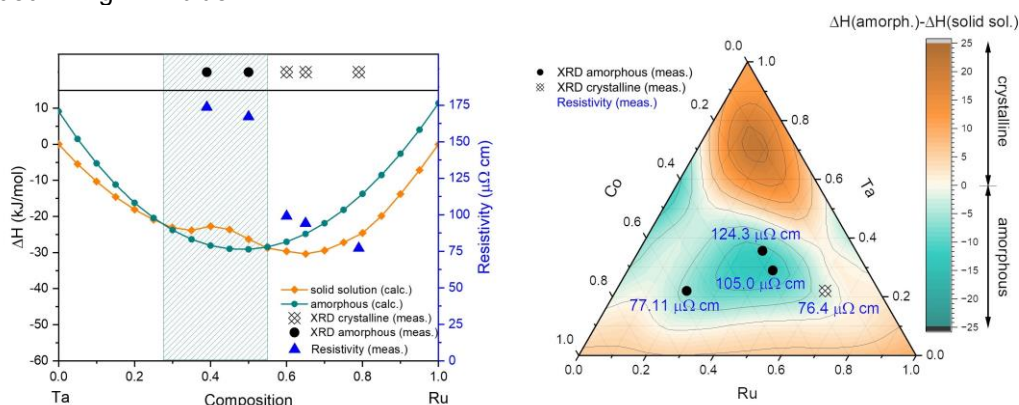 ΔH (kJ/mol)
10
0
-10
-20
-30
-40
-50
-60
175
150
125
100
75
50
25
0
Resistivity (μΩ cm)
solid solution (calc.)
amorphous (calc.)
XRD crystalline (meas.)
XRD amorphous (meas.)
Resistivity (meas.)
0.0 0.2 0.4 0.6 0.8 1.0
Ta Composition Ru
ΔH(amorph.)-ΔH(solid sol.)
XRD amorphous (meas.)
XRD crystalline (meas.)
Resistivity (meas.)
0.0
0.2
0.4
0.6
0.8
1.0
Co
1.0
0.8
0.6
0.4
0.2
0.0
Ta
124.3 μΩ cm
105.0 μΩ cm
77.11 μΩ cm
76.4 μΩ cm
0.0 0.2 0.4 0.6 0.8 1.0
Ru
25
20
15
10
5
0
-5
-10
-15
-20
-25
crystalline
amorphous